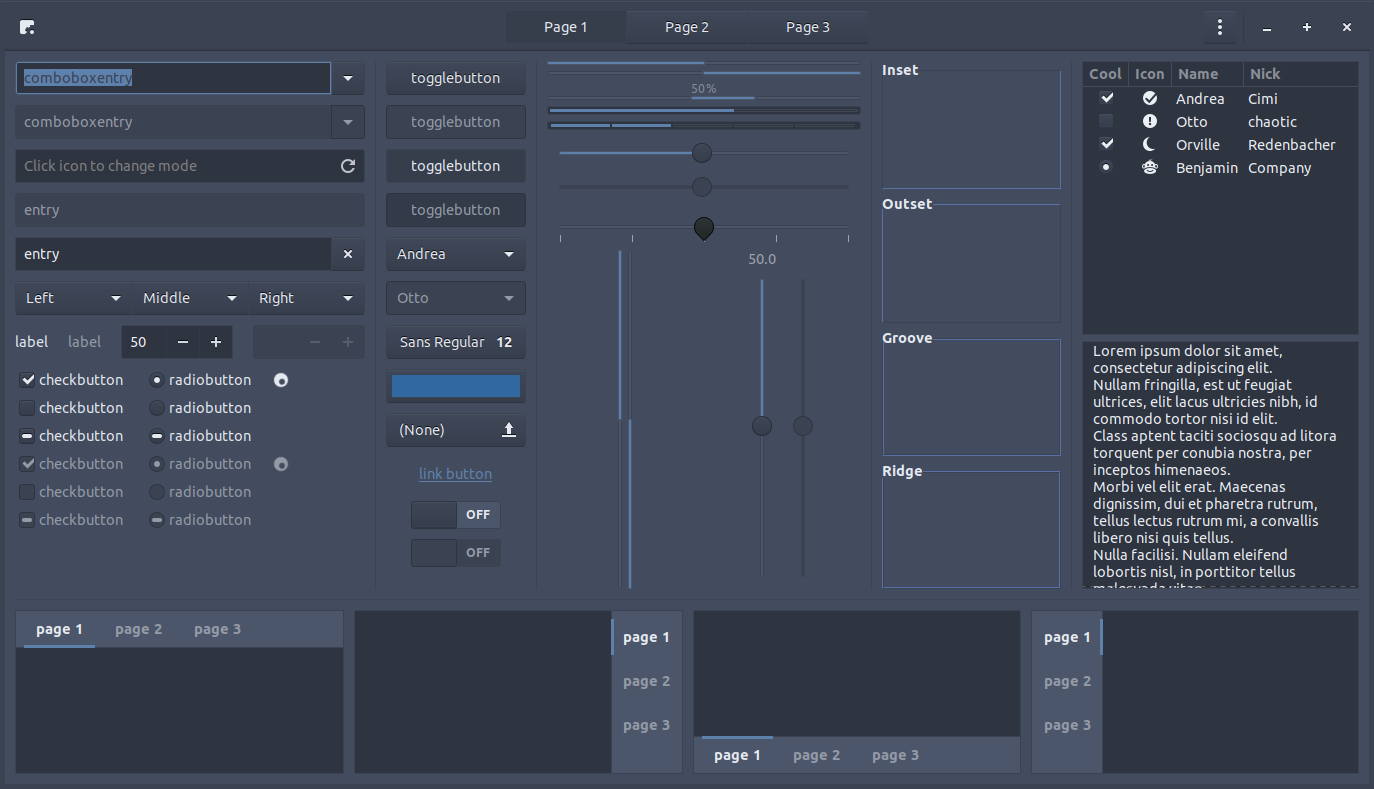 Page 1 Page 2 Page 3
comboboxentry
comboboxentry
Click icon to change mode
entry
entry
Left Middle Right
label label 50
checkbutton radiobutton
checkbutton radiobutton
checkbutton radiobutton
checkbutton radiobutton
checkbutton radiobutton
checkbutton radiobutton
togglebutton
togglebutton
togglebutton
togglebutton
Andrea
Otto
Sans Regular 12
(None)
link button
OFF
OFF
50%
50.0
Inset
Outset
Groove
Ridge
Cool Icon Name Nick
Andrea Cimi
Otto chaotic
Orville Redenbacher
Benjamin Company
Lorem ipsum dolor sit amet,
consectetur adipiscing elit.
Nullam fringilla, est ut feugiat
ultrices, elit lacus ultricies nibh, id
commodo tortor nisi id elit.
Class aptent taciti sociosqu ad litora
torquent per conubia nostra, per
inceptos himenaeos.
Morbi vel elit erat. Maecenas
dignissim, dui et pharetra rutrum,
tellus lectus rutrum mi, a convallis
libero nisi quis tellus.
Nulla facilisi. Nullam eleifend
lobortis nisl, in porttitor tellus
page 1 page 2 page 3
page 1
page 2
page 3
page 1 page 2 page 3
page 1
page 2
page 3